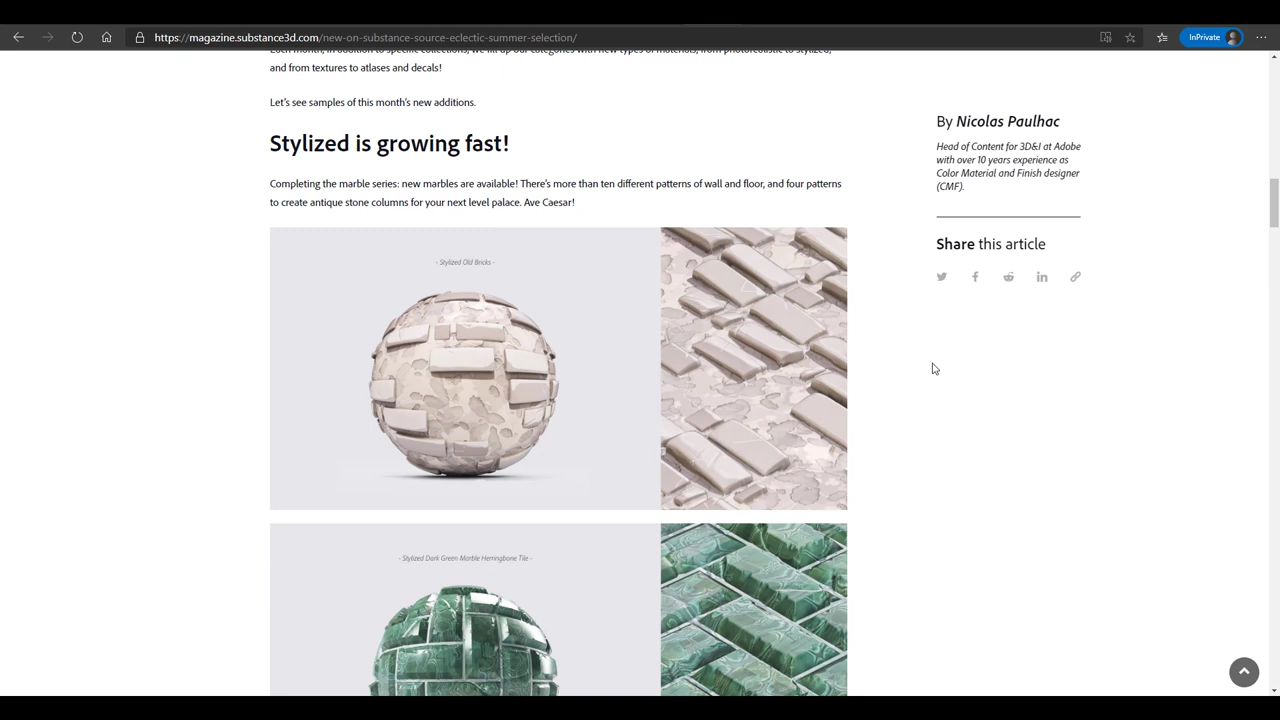 https://magazine.substance3d.com/new-on-substance-source-eclectic-summer-selection/
InPrivate
Each month, in addition to specific collections, we fill up our categories with new types of materials, from photorealistic to stylized,
and from textures to atlases and decals!
Let's see samples of this month's new additions.
Stylized is growing fast!
Completing the marble series: new marbles are available! There's more than ten different patterns of wall and floor, and four patterns
to create antique stone columns for your next level palace. Ave Caesar!
- Stylized Old Bricks -
- Stylized Dark Green Marble Herringbone Tile -
By Nicolas Paulhac
Head of Content for 3D&I at Adobe
with over 10 years experience as
Color Material and Finish designer
(CMF).
Share this article